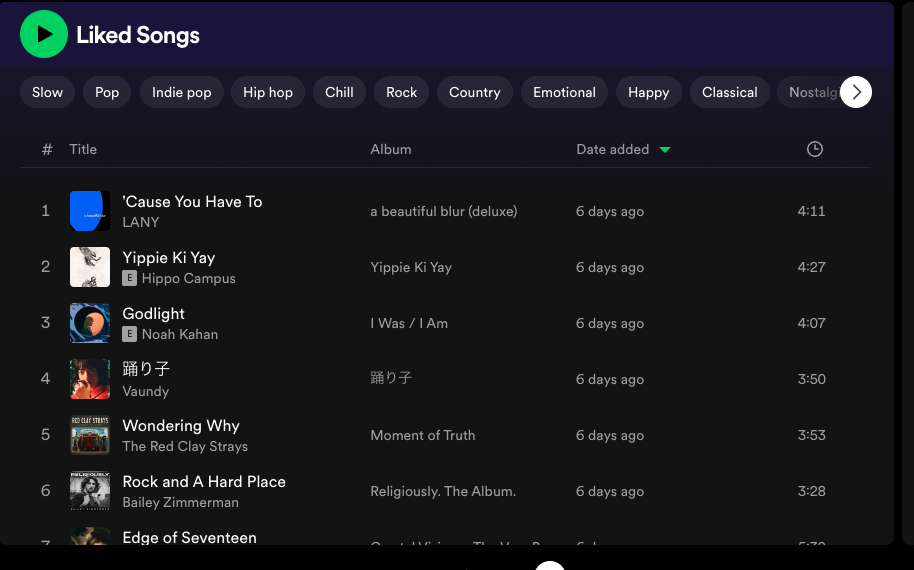 Liked Songs
Slow Pop Indie pop Hip hop Chill Rock Country Emotional Happy Classical Nostalg
# Title Album Date added
1 'Cause You Have To a beautiful blur (deluxe) 6 days ago 4:11
LANY
2 Yippie Ki Yay Yippie Ki Yay 6 days ago 4:27
E Hippo Campus
3 Godlight I Was / I Am 6 days ago 4:07
E Noah Kahan
4 踊り子 踊り子 6 days ago 3:50
Vaundy
RED CLAY STRAYS
5 Wondering Why Moment of Truth 6 days ago 3:53
The Red Clay Strays
RELIGIOUSLY
6 Rock and A Hard Place Religiously. The Album. 6 days ago 3:28
Bailey Zimmerman
Edge of Seventeen